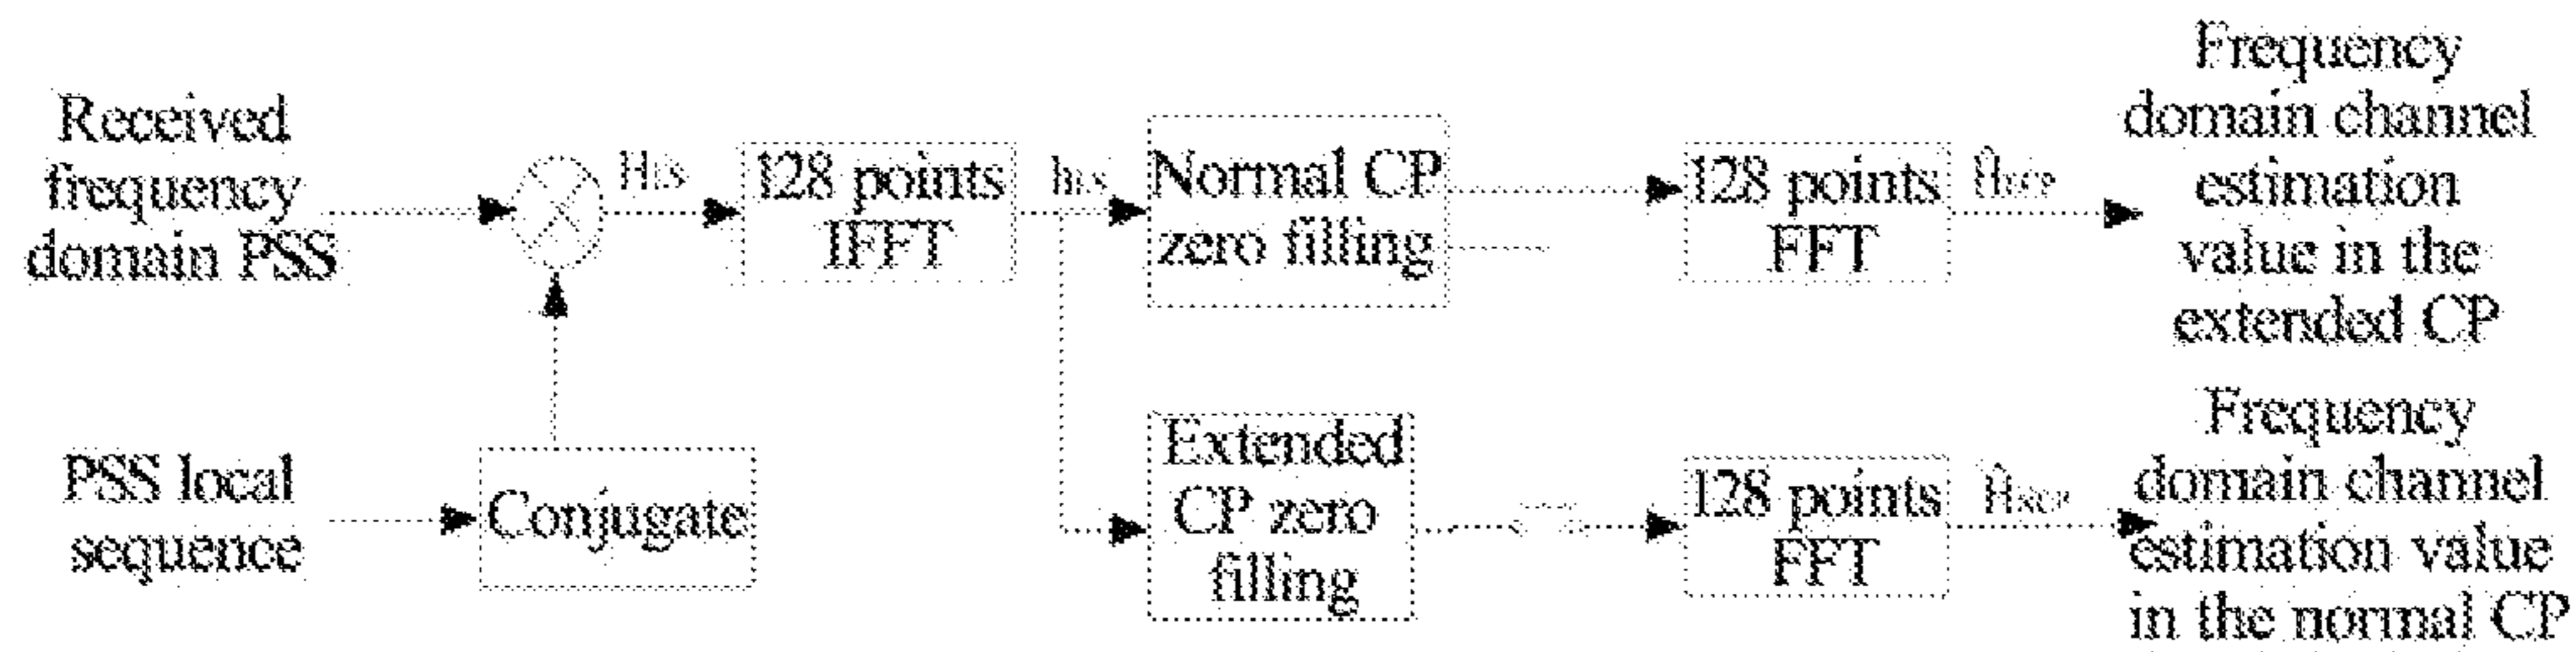 Received
frequency
domain PSS
HLS
128 points
IFFT
hLS
Normal CP
zero filling
128 points
FFT
Frequency
domain channel
estimation
value in the
extended CP
PSS local
sequence
Conjugate
Extended
CP zero
filling
128 points
FFT
Frequency
domain channel
estimation value
in the normal CP